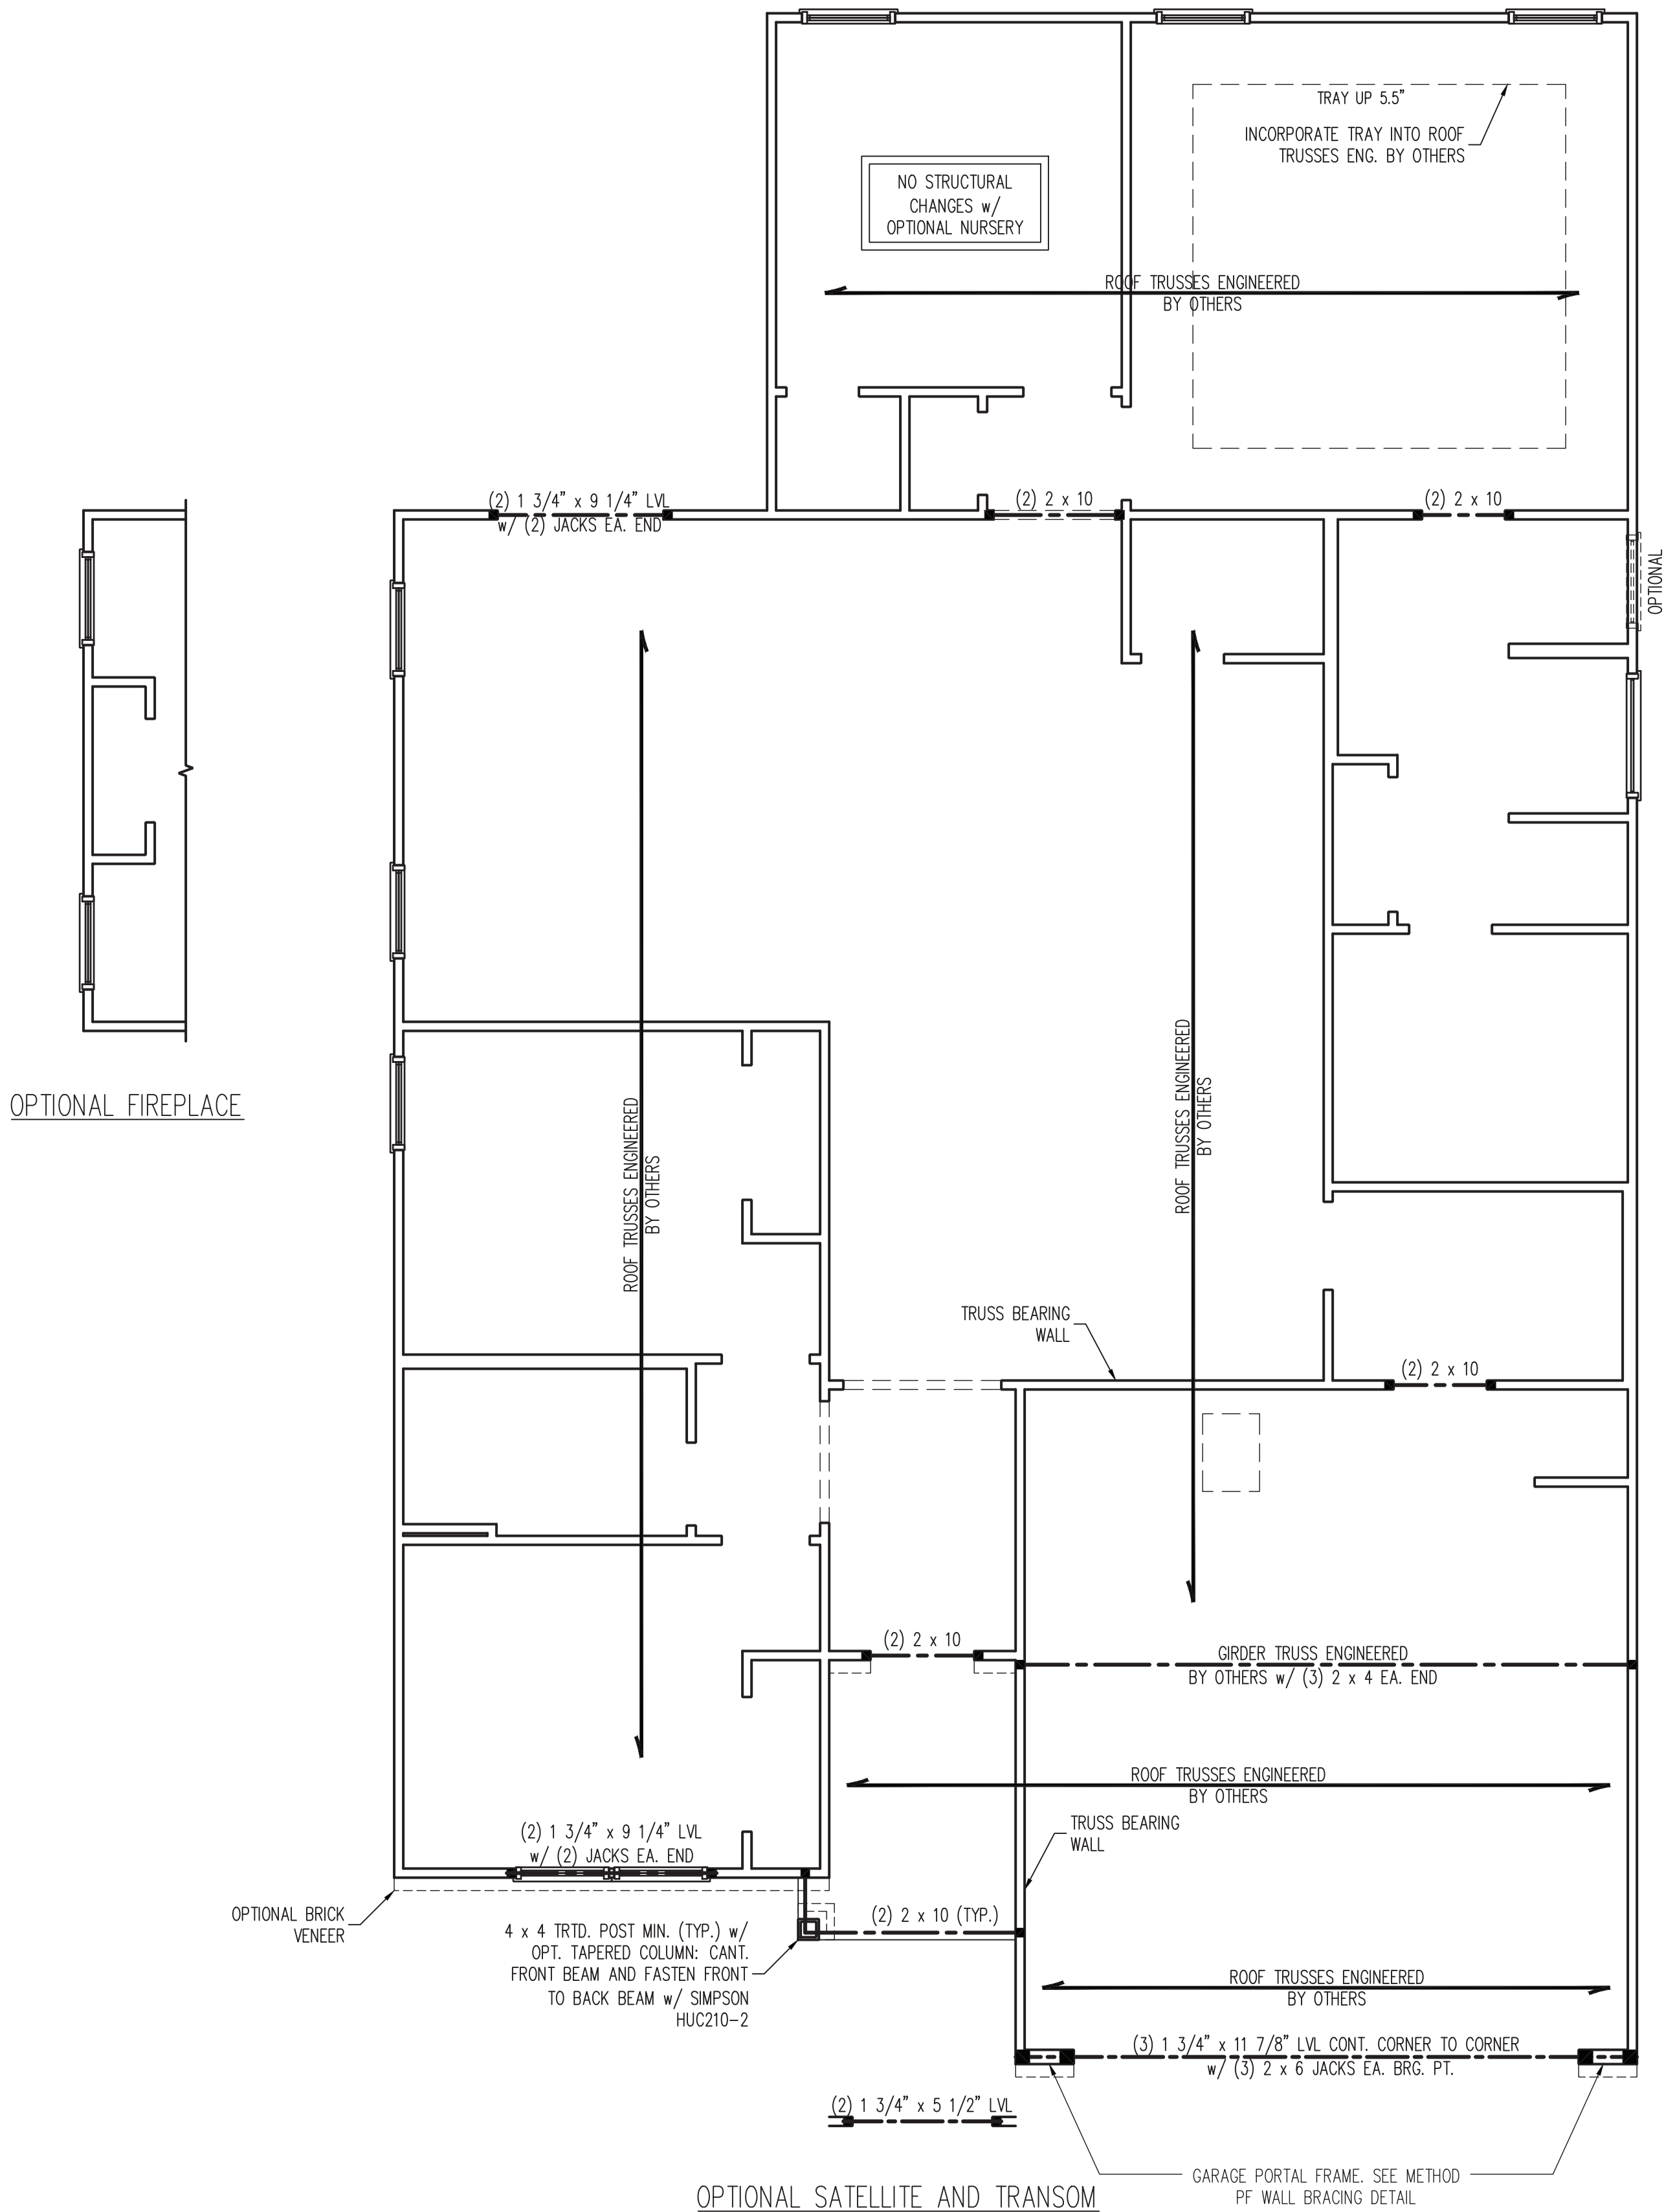 TRAY UP 5.5"
INCORPORATE TRAY INTO ROOF
TRUSSES ENG. BY OTHERS
NO STRUCTURAL
CHANGES w/
OPTIONAL NURSERY
ROOF TRUSSES ENGINEERED
BY OTHERS
(2) 1 3/4" x 9 1/4" LVL
w/ (2) JACKS EA. END
(2) 2 x 10
(2) 2 x 10
OPTIONAL
OPTIONAL FIREPLACE
ROOF TRUSSES ENGINEERED
BY OTHERS
ROOF TRUSSES ENGINEERED
BY OTHERS
TRUSS BEARING
WALL
(2) 2 x 10
(2) 2 x 10
GIRDER TRUSS ENGINEERED
BY OTHERS w/ (3) 2 x 4 EA. END
ROOF TRUSSES ENGINEERED
BY OTHERS
TRUSS BEARING
WALL
(2) 1 3/4" x 9 1/4" LVL
w/ (2) JACKS EA. END
OPTIONAL BRICK
VENEER
4 x 4 TRTD. POST MIN. (TYP.) w/
OPT. TAPERED COLUMN: CANT.
FRONT BEAM AND FASTEN FRONT
TO BACK BEAM w/ SIMPSON
HUC210-2
(2) 2 x 10 (TYP.)
ROOF TRUSSES ENGINEERED
BY OTHERS
(3) 1 3/4" x 11 7/8" LVL CONT. CORNER TO CORNER
w/ (3) 2 x 6 JACKS EA. BRG. PT.
(2) 1 3/4" x 5 1/2" LVL
GARAGE PORTAL FRAME. SEE METHOD
PF WALL BRACING DETAIL
OPTIONAL SATELLITE AND TRANSOM